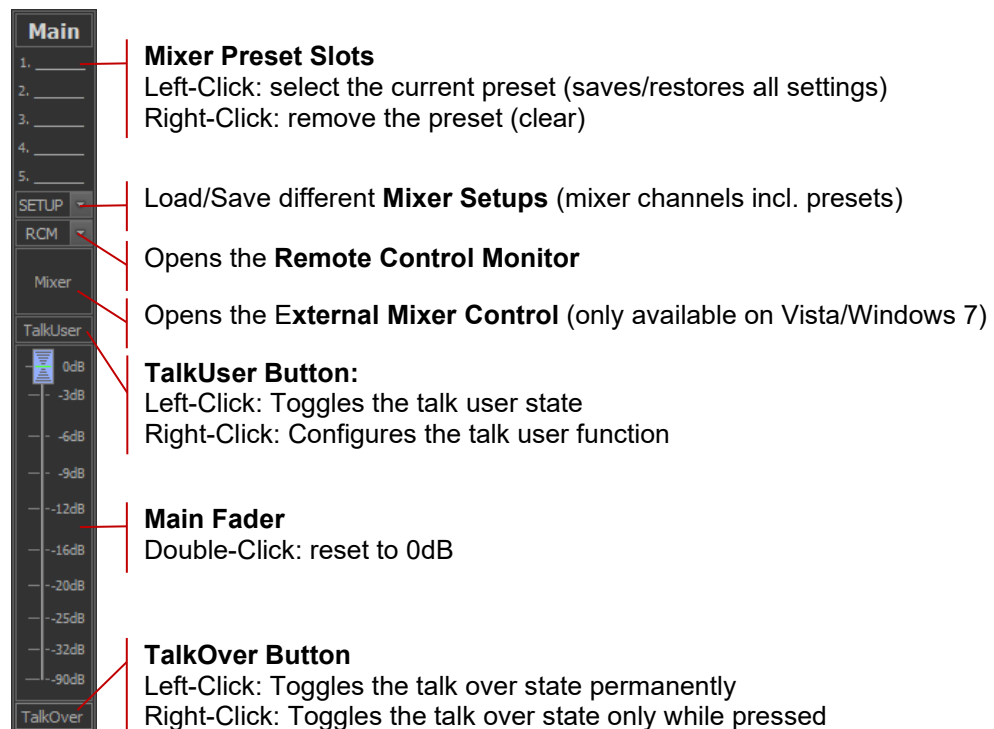 Main
1. ______
2. ______
3. ______
4. ______
5. ______
SETUP
RCM
Mixer
TalkUser
0dB
-3dB
-6dB
-9dB
-12dB
-16dB
-20dB
-25dB
-32dB
-90dB
TalkOver
Mixer Preset Slots
Left-Click: select the current preset (saves/restores all settings)
Right-Click: remove the preset (clear)
Load/Save different Mixer Setups (mixer channels incl. presets)
Opens the Remote Control Monitor
Opens the External Mixer Control (only available on Vista/Windows 7)
TalkUser Button:
Left-Click: Toggles the talk user state
Right-Click: Configures the talk user function
Main Fader
Double-Click: reset to 0dB
TalkOver Button
Left-Click: Toggles the talk over state permanently
Right-Click: Toggles the talk over state only while pressed